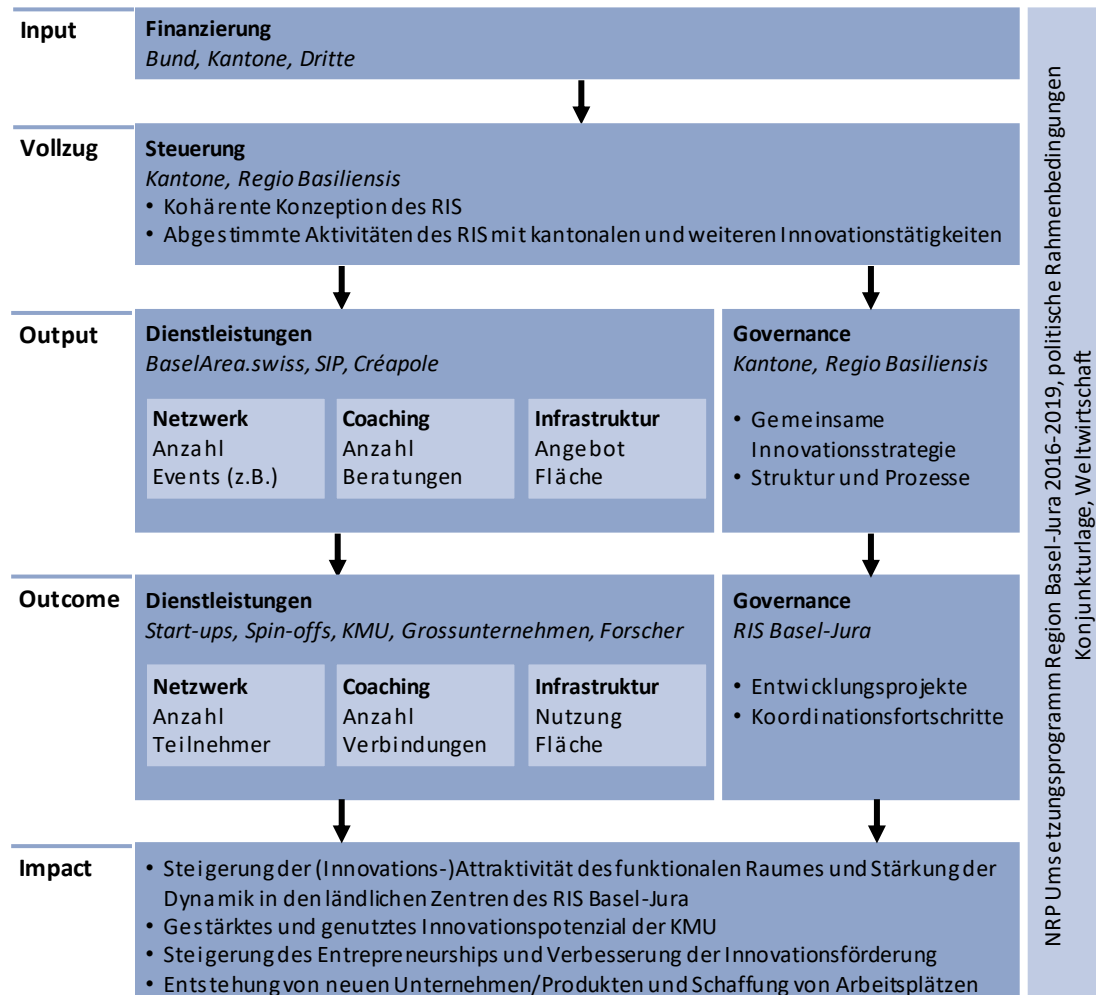 Input
Finanzierung
Bund, Kantone, Dritte
Vollzug
Steuerung
Kantone, Regio Basiliensis
• Kohärente Konzeption des RIS
• Abgestimmte Aktivitäten des RIS mit kantonalen und weiteren Innovationstätigkeiten
Output
Dienstleistungen
BaselArea.swiss, SIP, Créapole
Netzwerk
Anzahl
Events (z.B.)
Coaching
Anzahl
Beratungen
Infrastruktur
Angebot
Fläche
Governance
Kantone, Regio Basiliensis
• Gemeinsame
Innovationsstrategie
• Struktur und Prozesse
Outcome
Dienstleistungen
Start-ups, Spin-offs, KMU, Grossunternehmen, Forscher
Netzwerk
Anzahl
Teilnehmer
Coaching
Anzahl
Verbindungen
Infrastruktur
Nutzung
Fläche
Governance
RIS Basel-Jura
• Entwicklungsprojekte
• Koordinationsfortschritte
Impact
• Steigerung der (Innovations-)Attraktivität des funktionalen Raumes und Stärkung der
Dynamik in den ländlichen Zentren des RIS Basel-Jura
• Gestärktes und genutztes Innovationspotenzial der KMU
• Steigerung des Entrepreneurships und Verbesserung der Innovationsförderung
• Entstehung von neuen Unternehmen/Produkten und Schaffung von Arbeitsplätzen
NRP Umsetzungsprogramm Region Basel-Jura 2016-2019, politische Rahmenbedingungen
Konjunkturlage, Weltwirtschaft